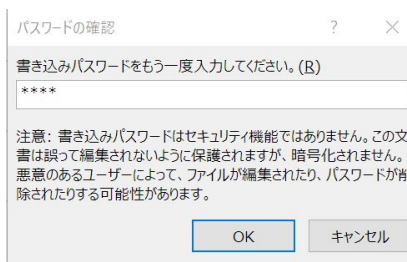 パスワードの確認 ? ×
書き込みパスワードをもう一度入力してください。(R)
****
注意: 書き込みパスワードはセキュリティ機能ではありません。この文
書は誤って編集されないように保護されますが、暗号化されません。
悪意のあるユーザーによって、ファイルが編集されたり、パスワードが削
除されたりする可能性があります。
OK キャンセル